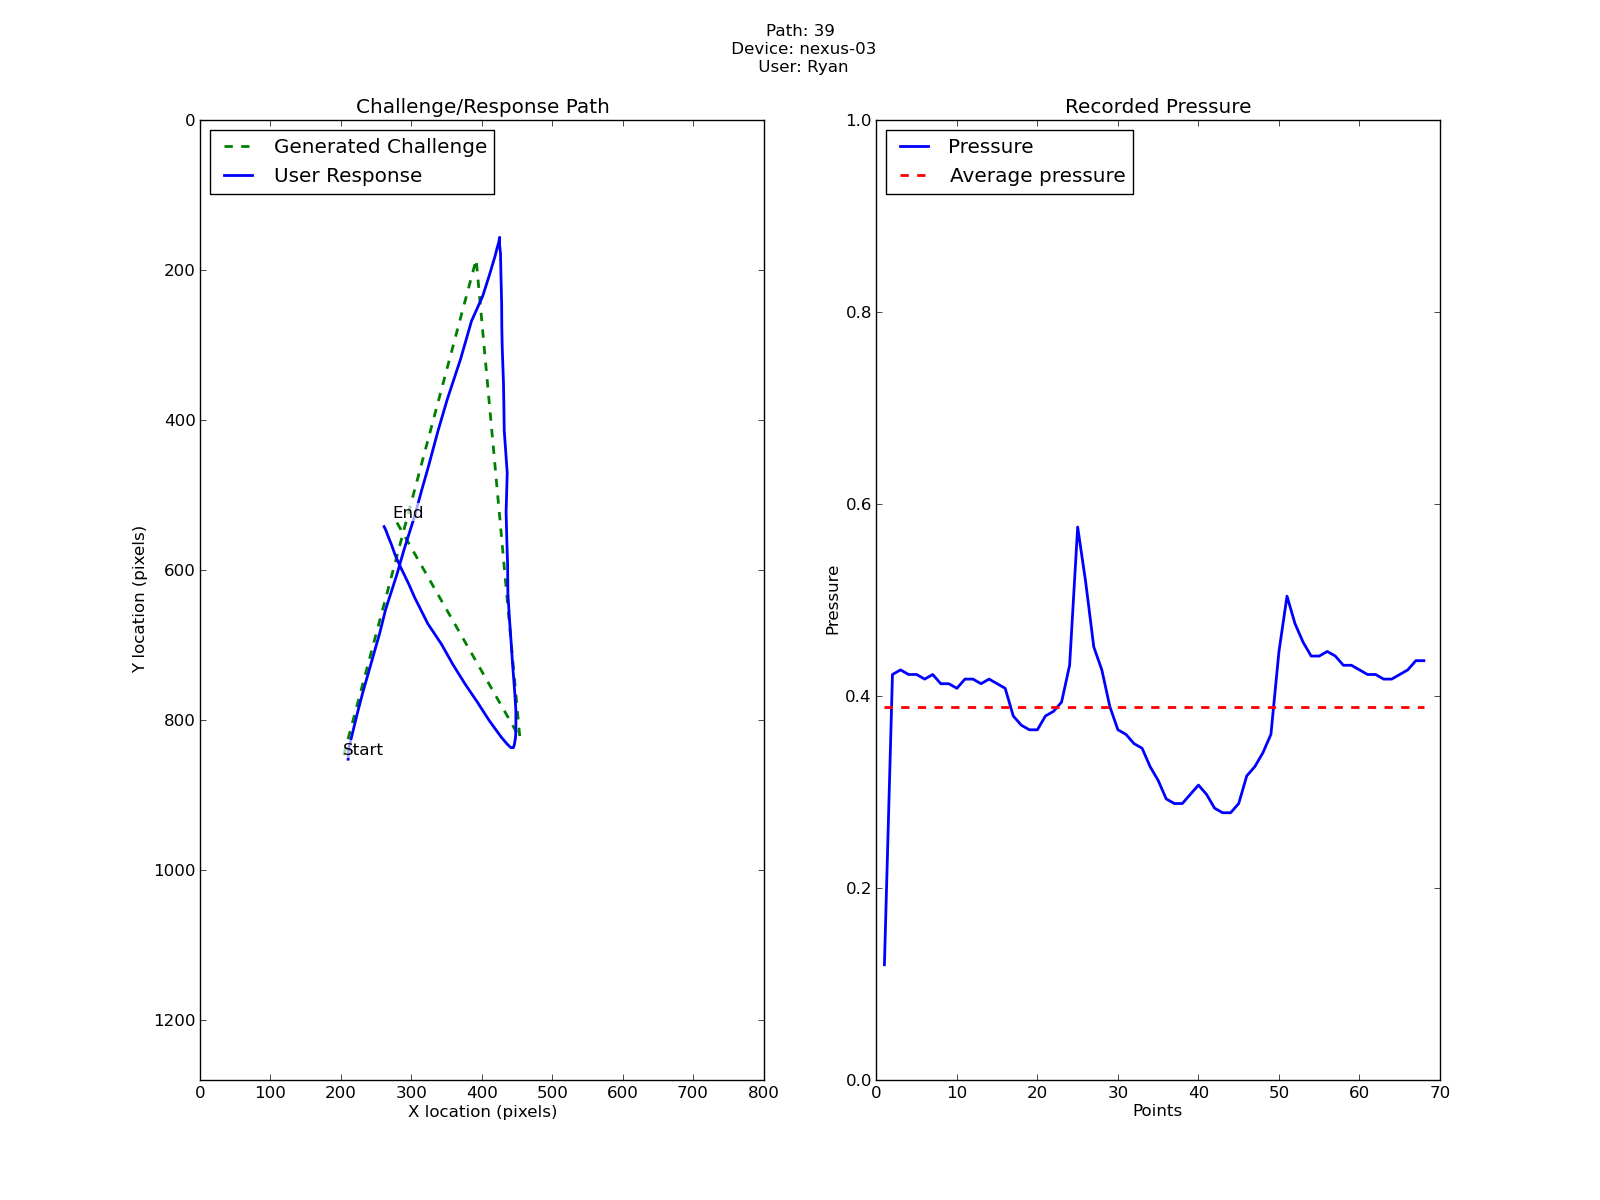 Path: 39
Device: nexus-03
User: Ryan
Challenge/Response Path
Generated Challenge
User Response
0
200
400
600
800
1000
1200
Y location (pixels)
End
Start
0 100 200 300 400 500 600 700 800
X location (pixels)
Recorded Pressure
Pressure
Average pressure
1.0
0.8
0.6
0.4
0.2
0.0
Pressure
0 10 20 30 40 50 60 70
Points